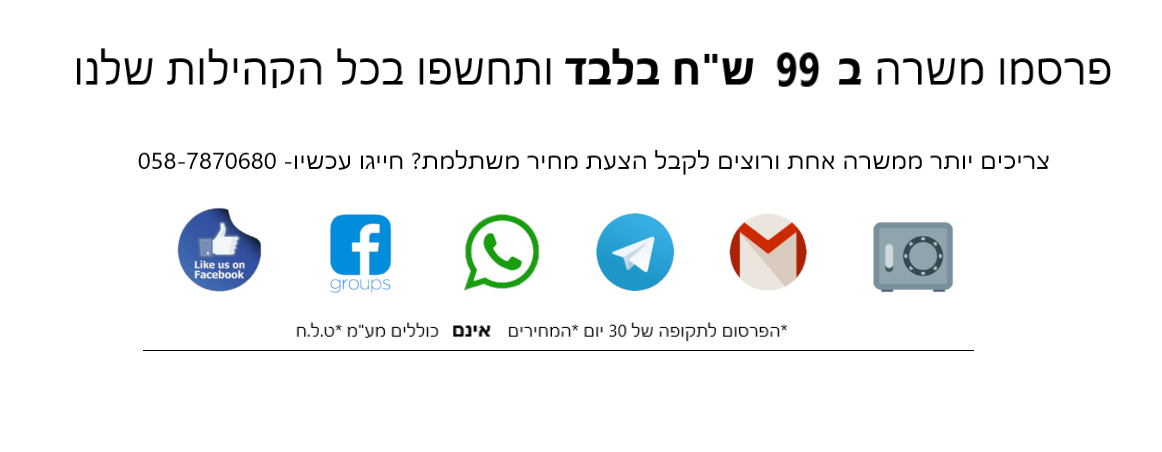 פרסמו משרה ב 99 ש"ח בלבד ותחשפו בכל הקהילות שלנו
צריכים יותר ממשרה אחת ורוצים לקבל הצעת מחיר משתלמת? חייגו עכשיו- 058-7870680
Like us on
Facebook
groups
*הפרסום לתקופה של 30 יום *המחירים אינם כוללים מע"מ *ט.ל.ח